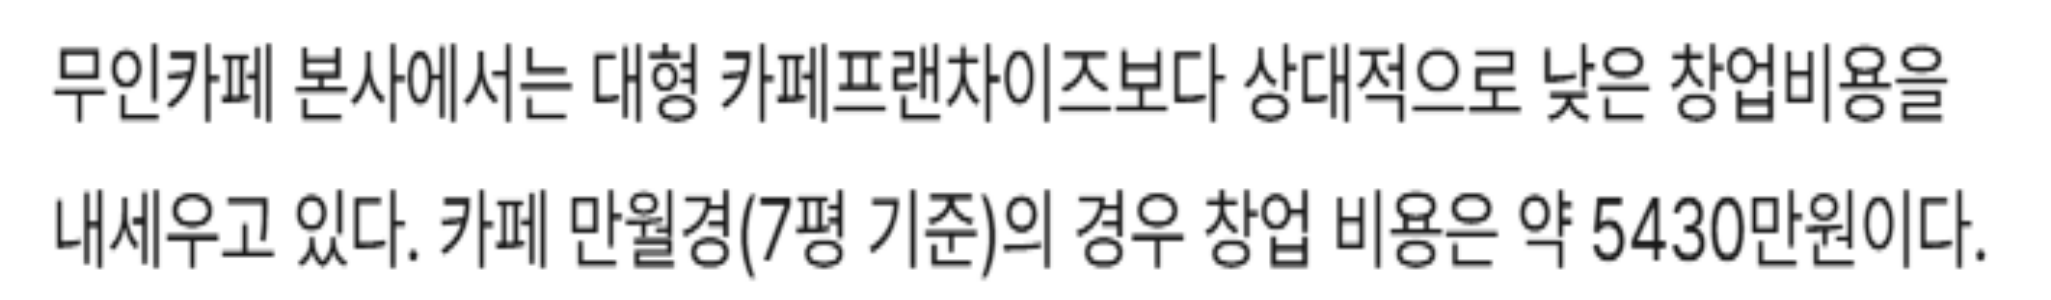 무인카페 본사에서는 대형 카페프랜차이즈보다 상대적으로 낮은 창업비용을
내세우고 있다. 카페 만월경(7평 기준)의 경우 창업 비용은 약 5430만원이다.